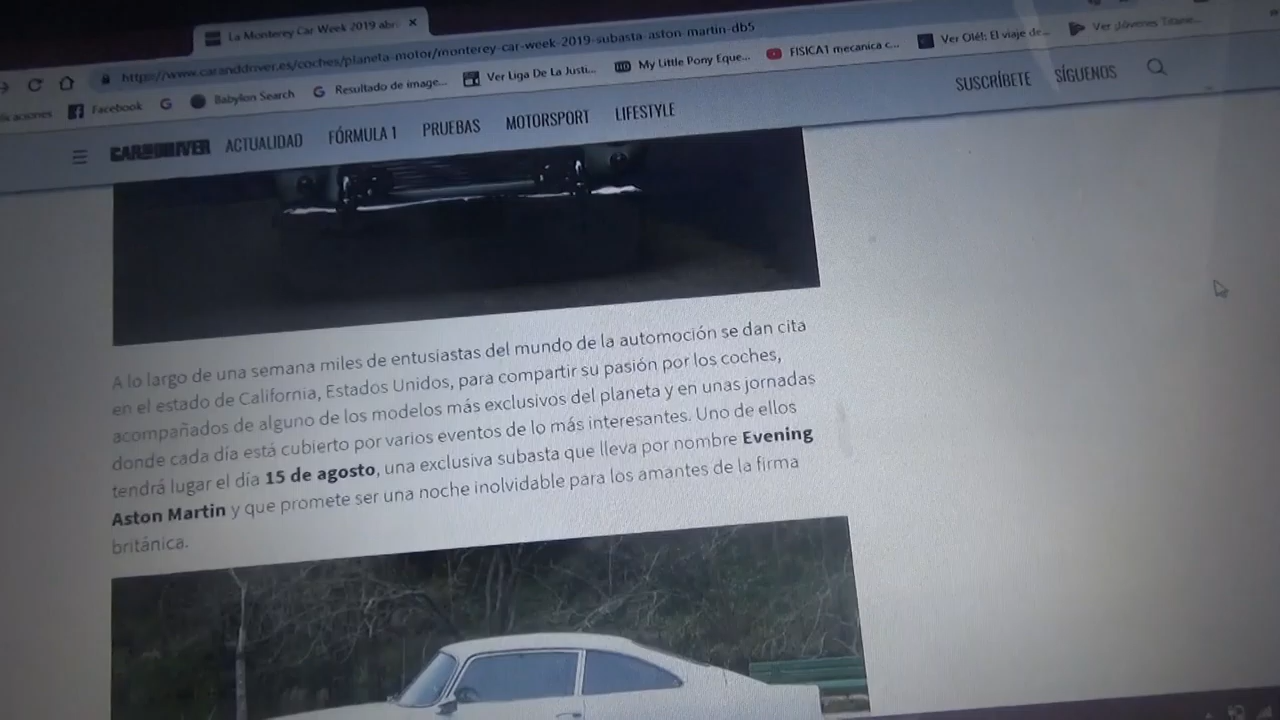 La Monterey Car Week 2019 abr
https://www.caranddriver.es/coches/planeta-motor/monterey-car-week-2019-subasta-aston-martin-db5
Facebook
Babylon Search
Resultado de image...
Ver Liga De La Justi...
My Little Pony Eque...
FISICA1 mecanica c...
Ver Olé!: El viaje de...
Ver Jóvenes Titane...
CAR AND DRIVER ACTUALIDAD FÓRMULA 1 PRUEBAS MOTORSPORT LIFESTYLE SUSCRÍBETE SÍGUENOS
A lo largo de una semana miles de entusiastas del mundo de la automoción se dan cita
en el estado de California, Estados Unidos, para compartir su pasión por los coches,
acompañados de alguno de los modelos más exclusivos del planeta y en unas jornadas
donde cada día está cubierto por varios eventos de lo más interesantes. Uno de ellos
tendrá lugar el día 15 de agosto, una exclusiva subasta que lleva por nombre Evening
Aston Martin y que promete ser una noche inolvidable para los amantes de la firma
británica.